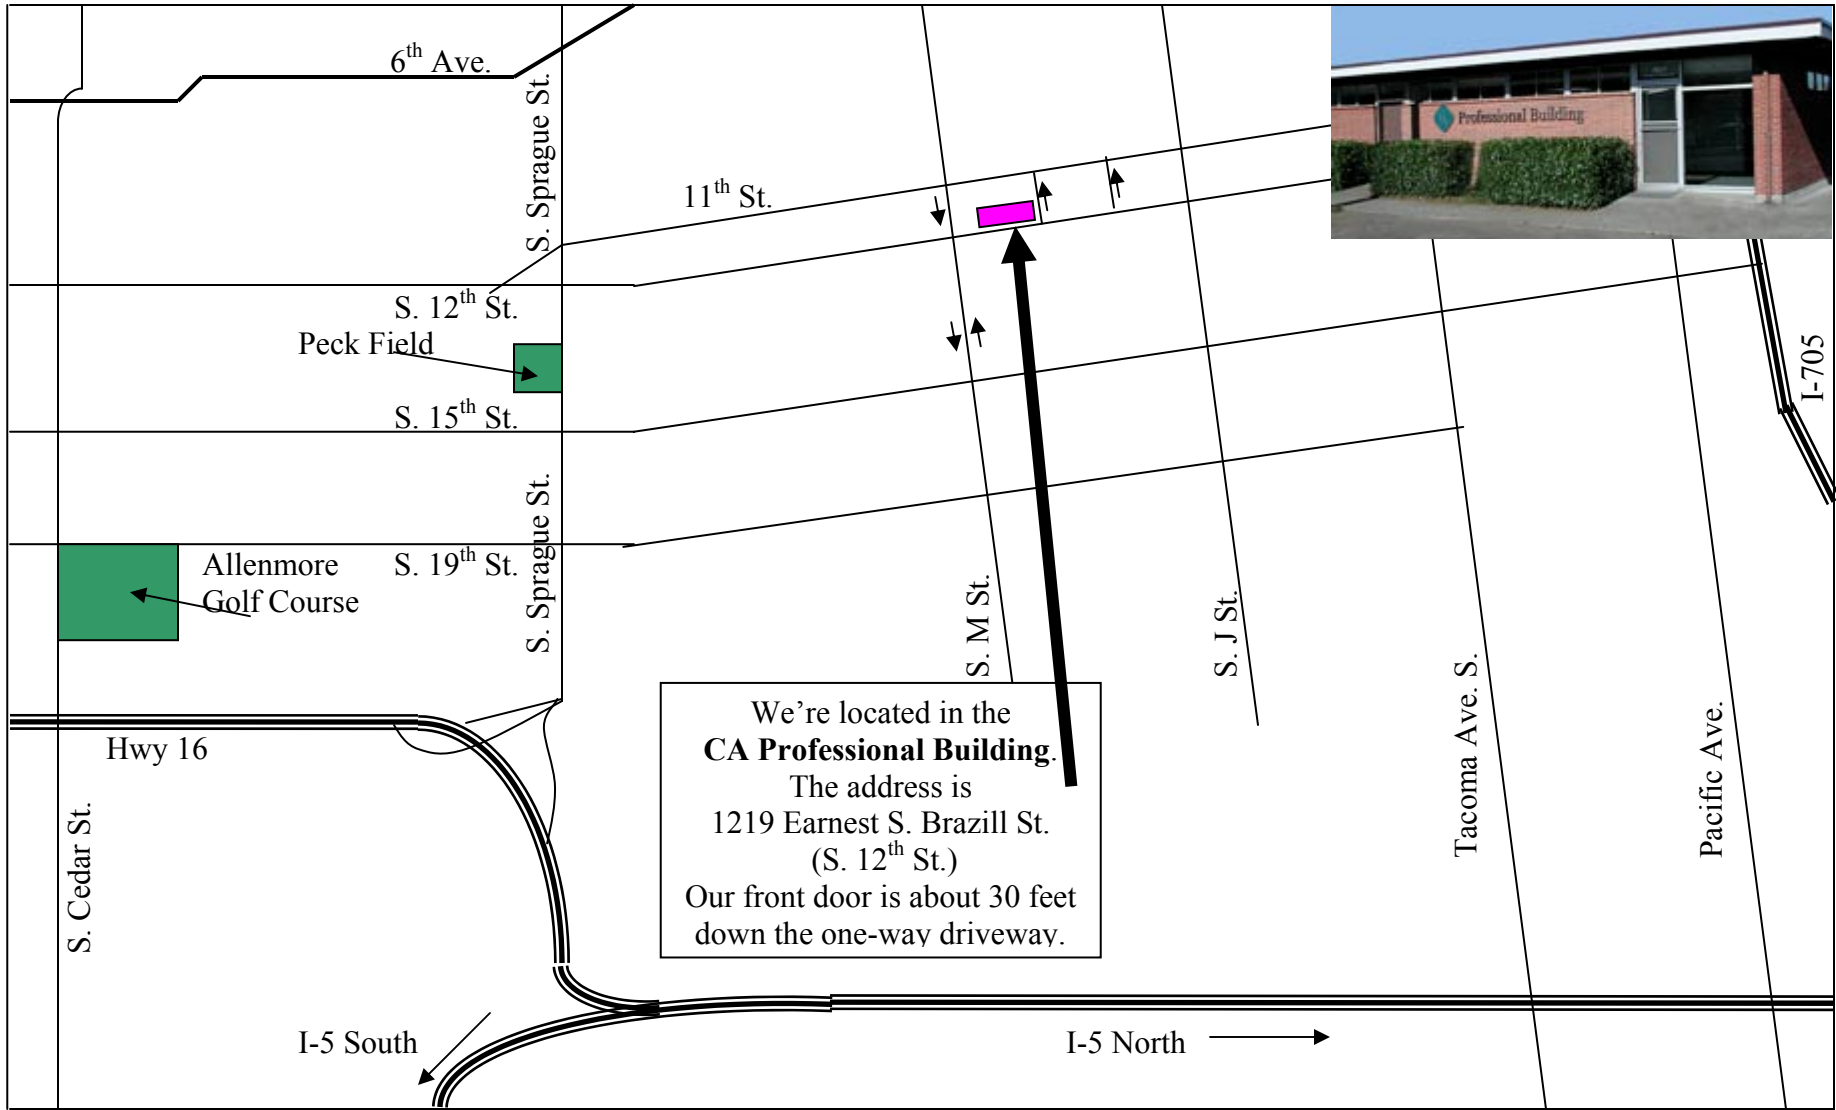 6th Ave.
S. Sprague St.
Professional Building
11th St.
S. 12th St.
Peck Field
I-705
S. 15th St.
S. Sprague St.
Allenmore
Golf Course
S. 19th St.
S. M St.
S. J St.
Tacoma Ave. S.
Pacific Ave.
We’re located in the
CA Professional Building.
The address is
1219 Earnest S. Brazill St.
(S. 12th St.)
Our front door is about 30 feet
down the one-way driveway.
Hwy 16
S. Cedar St.
I-5 South
I-5 North